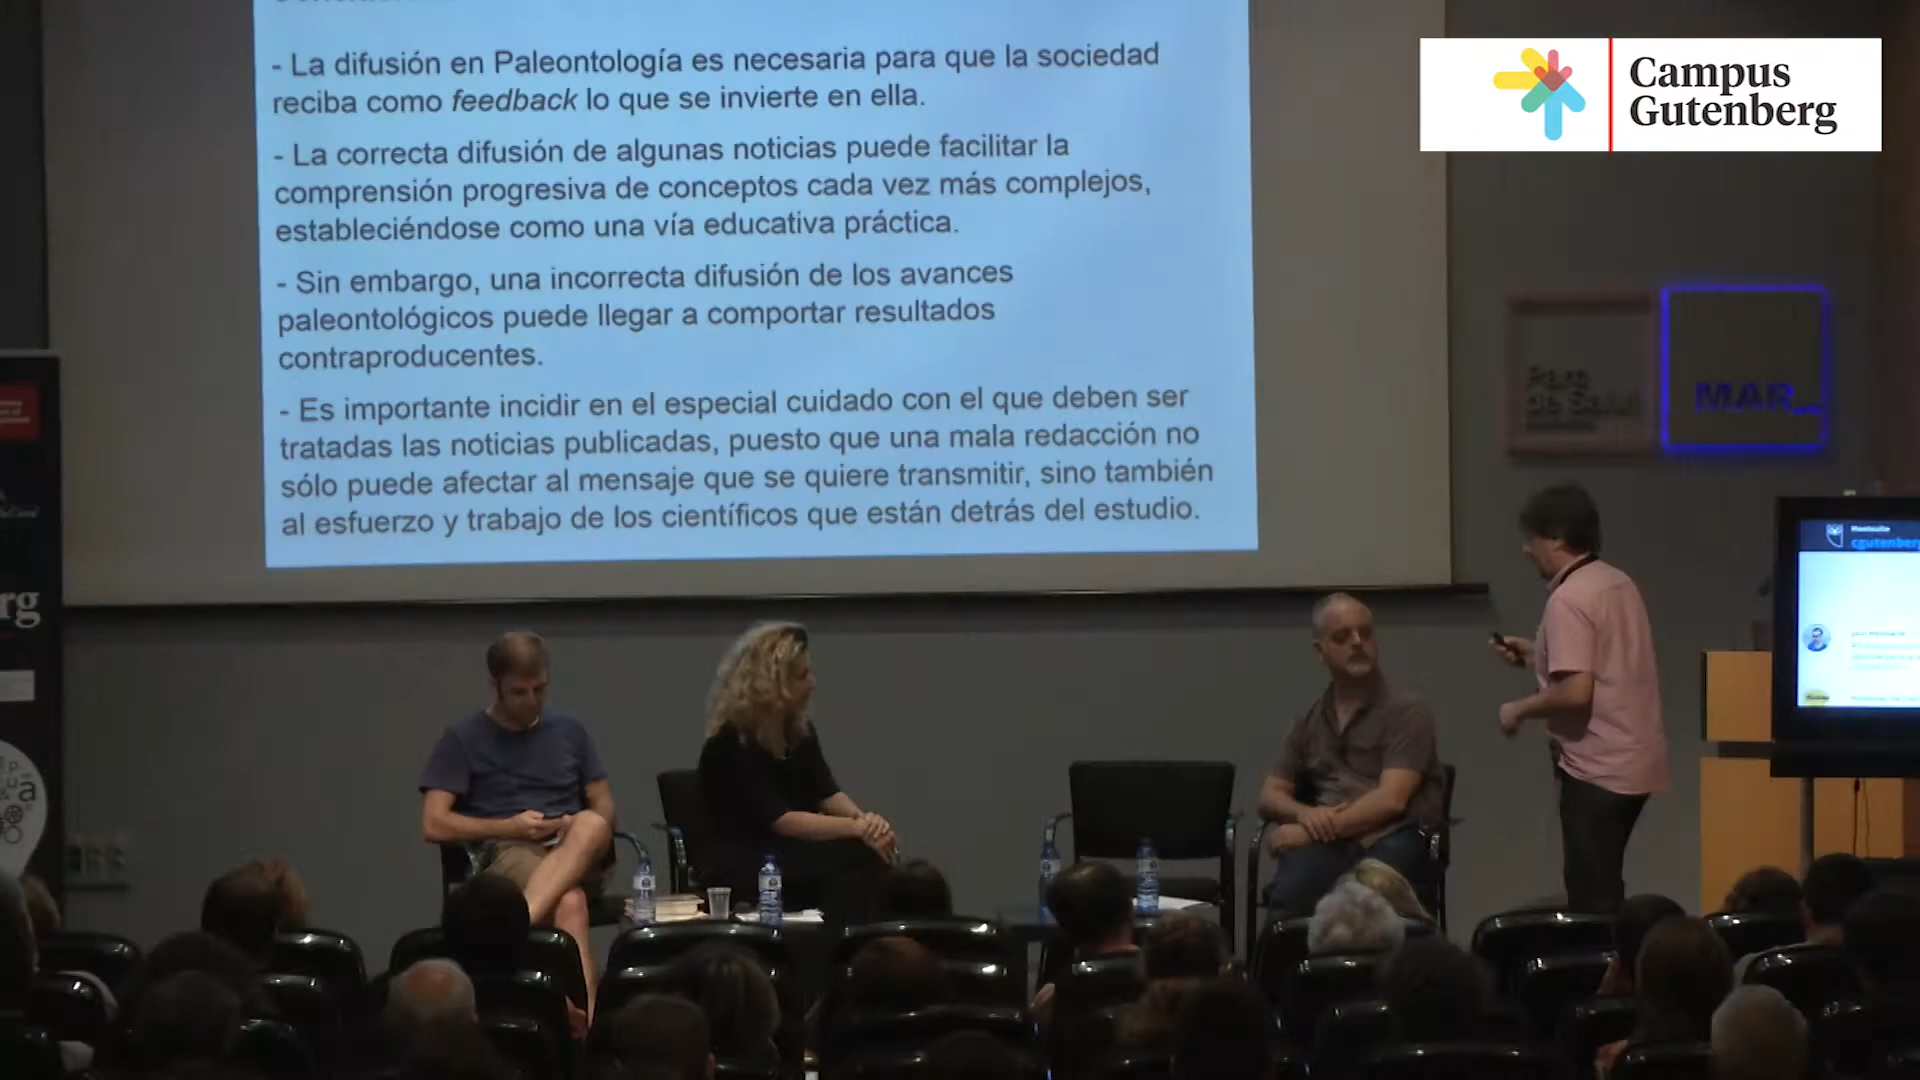 - La difusión en Paleontología es necesaria para que la sociedad
reciba como feedback lo que se invierte en ella.
- La correcta difusión de algunas noticias puede facilitar la
comprensión progresiva de conceptos cada vez más complejos,
estableciéndose como una vía educativa práctica.
- Sin embargo, una incorrecta difusión de los avances
paleontológicos puede llegar a comportar resultados
contraproducentes.
- Es importante incidir en el especial cuidado con el que deben ser
tratadas las noticias publicadas, puesto que una mala redacción no
sólo puede afectar al mensaje que se quiere transmitir, sino también
al esfuerzo y trabajo de los científicos que están detrás del estudio.
Campus
Gutenberg
MAR
Hootsuite
cgutenberg
rg